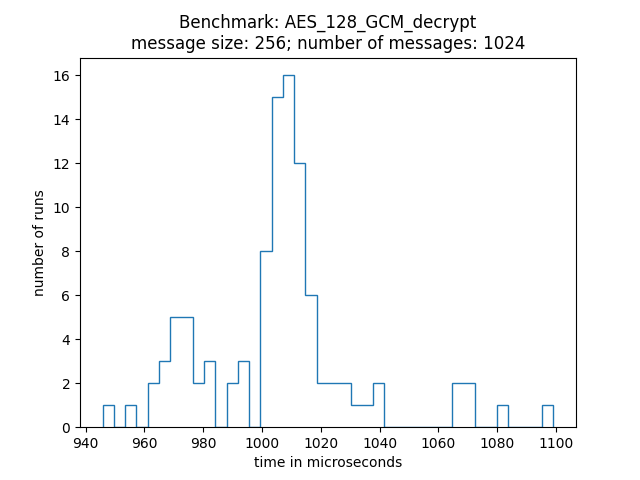 Benchmark: AES_128_GCM_decrypt
message size: 256; number of messages: 1024
16
14
12
10
8
6
4
2
0
number of runs
940 960 980 1000 1020 1040 1060 1080 1100
time in microseconds